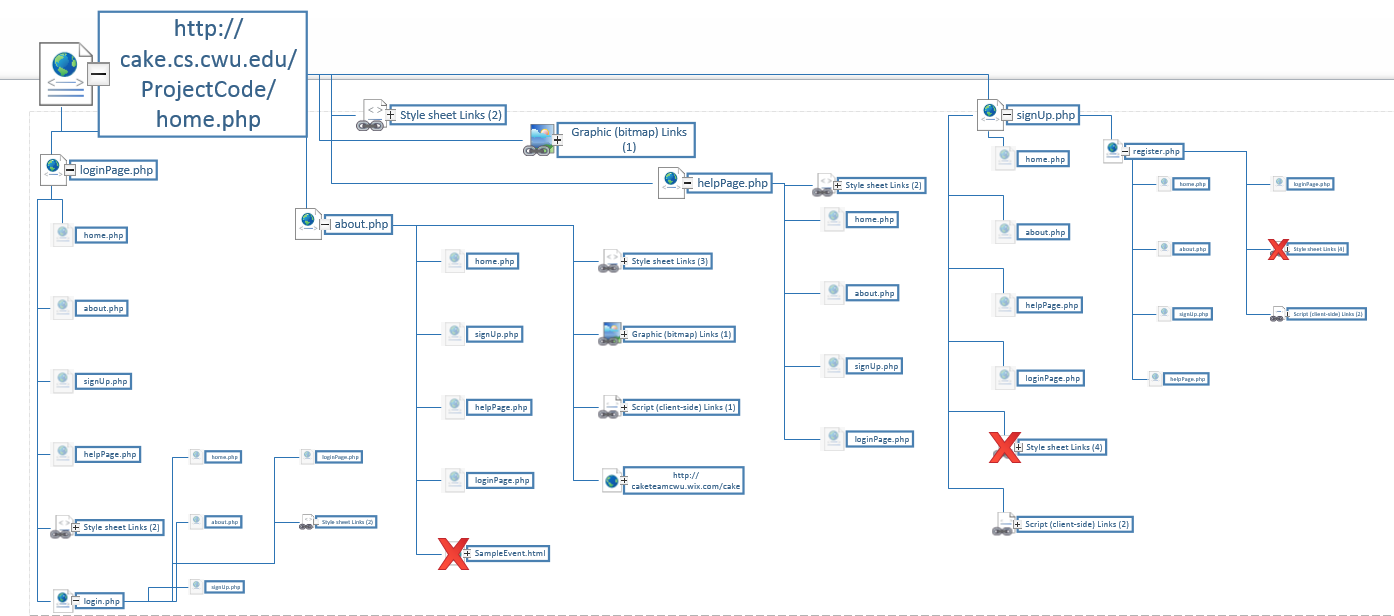 http://
cake.cs.cwu.edu/
ProjectCode/
home.php
Style sheet Links (2)
Graphic (bitmap) Links
(1)
loginPage.php
home.php
about.php
signUp.php
helpPage.php
Style sheet Links (2)
login.php
home.php
about.php
signUp.php
loginPage.php
Style sheet Links (2)
about.php
home.php
signUp.php
helpPage.php
loginPage.php
SampleEvent.html
Style sheet Links (3)
Graphic (bitmap) Links (1)
Script (client-side) Links (1)
http://
caketeamcwu.wix.com/cake
helpPage.php
Style sheet Links (2)
home.php
about.php
signUp.php
loginPage.php
signUp.php
home.php
about.php
helpPage.php
loginPage.php
Style sheet Links (4)
Script (client-side) Links (2)
register.php
home.php
about.php
signUp.php
helpPage.php
loginPage.php
Style sheet Links (4)
Script (client-side) Links (2)